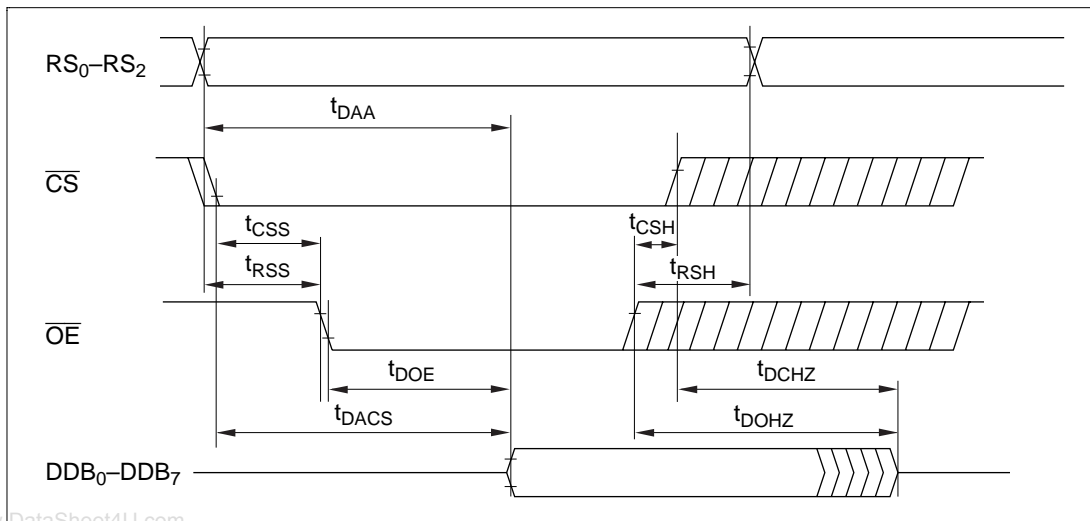 RS0–RS2
tDAA
CS
tCSS
tCSH
tRSS
tRSH
OE
tDOE
tDCHZ
tDACS
tDOHZ
DDB0–DDB7
DataSheet4U.com